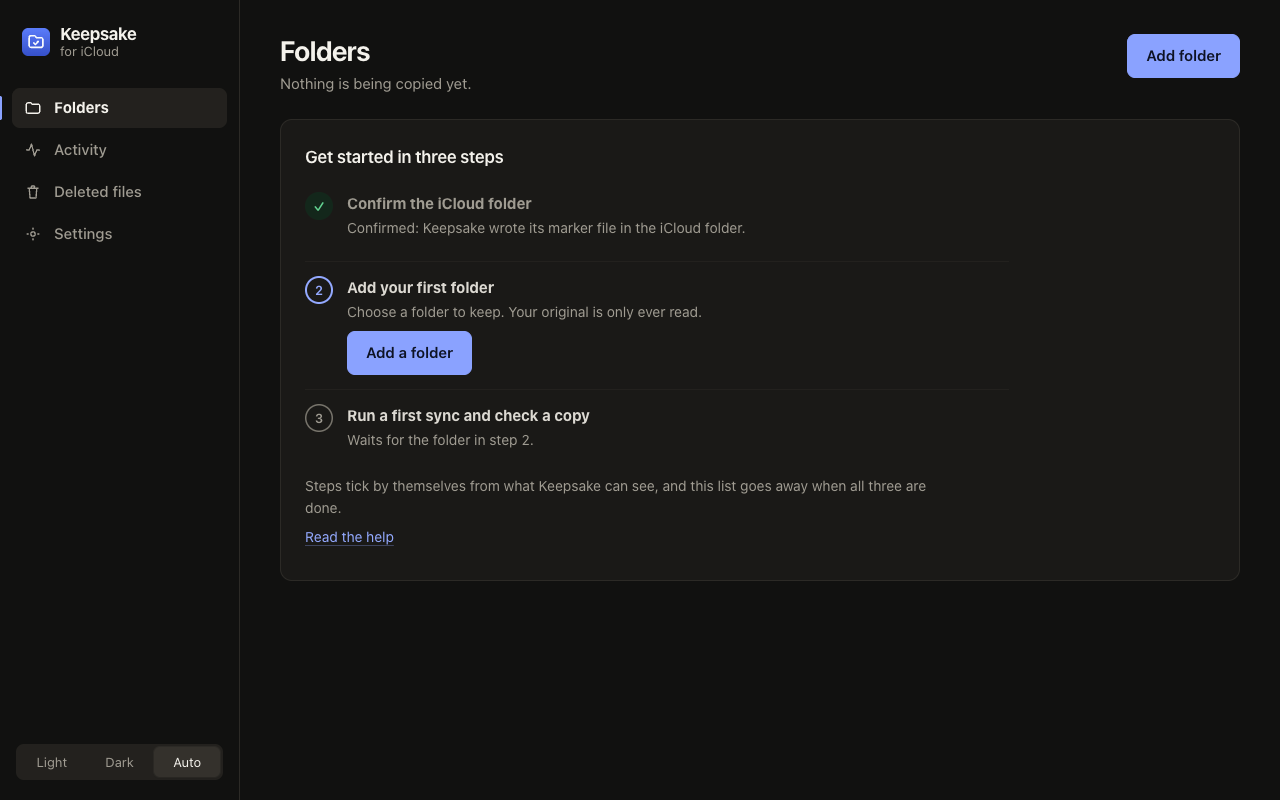 Keepsake
for iCloud
Folders
Activity
Deleted files
Settings
Light
Dark
Auto
Folders
Nothing is being copied yet.
Add folder
Get started in three steps
Confirm the iCloud folder
Confirmed: Keepsake wrote its marker file in the iCloud folder.
2
Add your first folder
Choose a folder to keep. Your original is only ever read.
Add a folder
3
Run a first sync and check a copy
Waits for the folder in step 2.
Steps tick by themselves from what Keepsake can see, and this list goes away when all three are
done.
Read the help